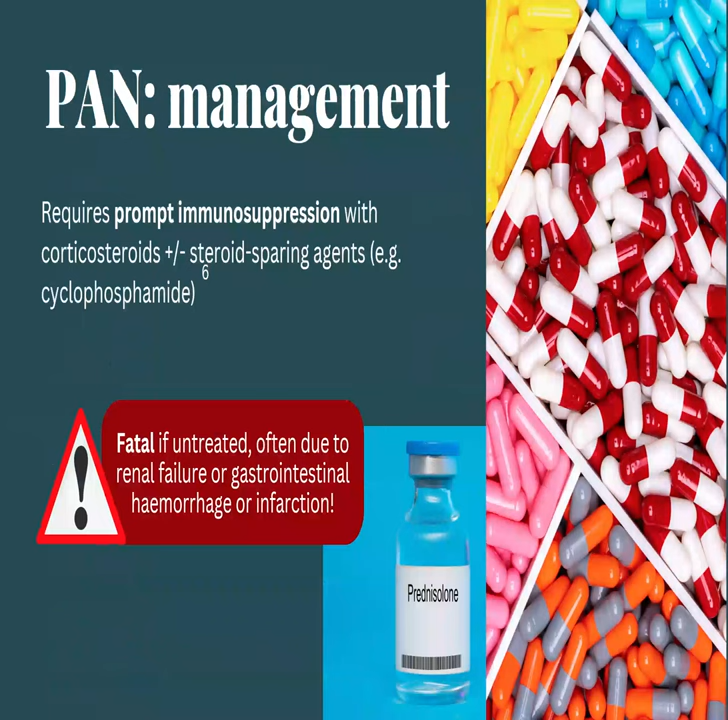 PAN: management
Requires prompt immunosuppression with
corticosteroids +/- steroid-sparing agents (e.g.
cyclophosphamide) 6
Fatal if untreated, often due to
renal failure or gastrointestinal
haemorrhage or infarction!
Prednisolone